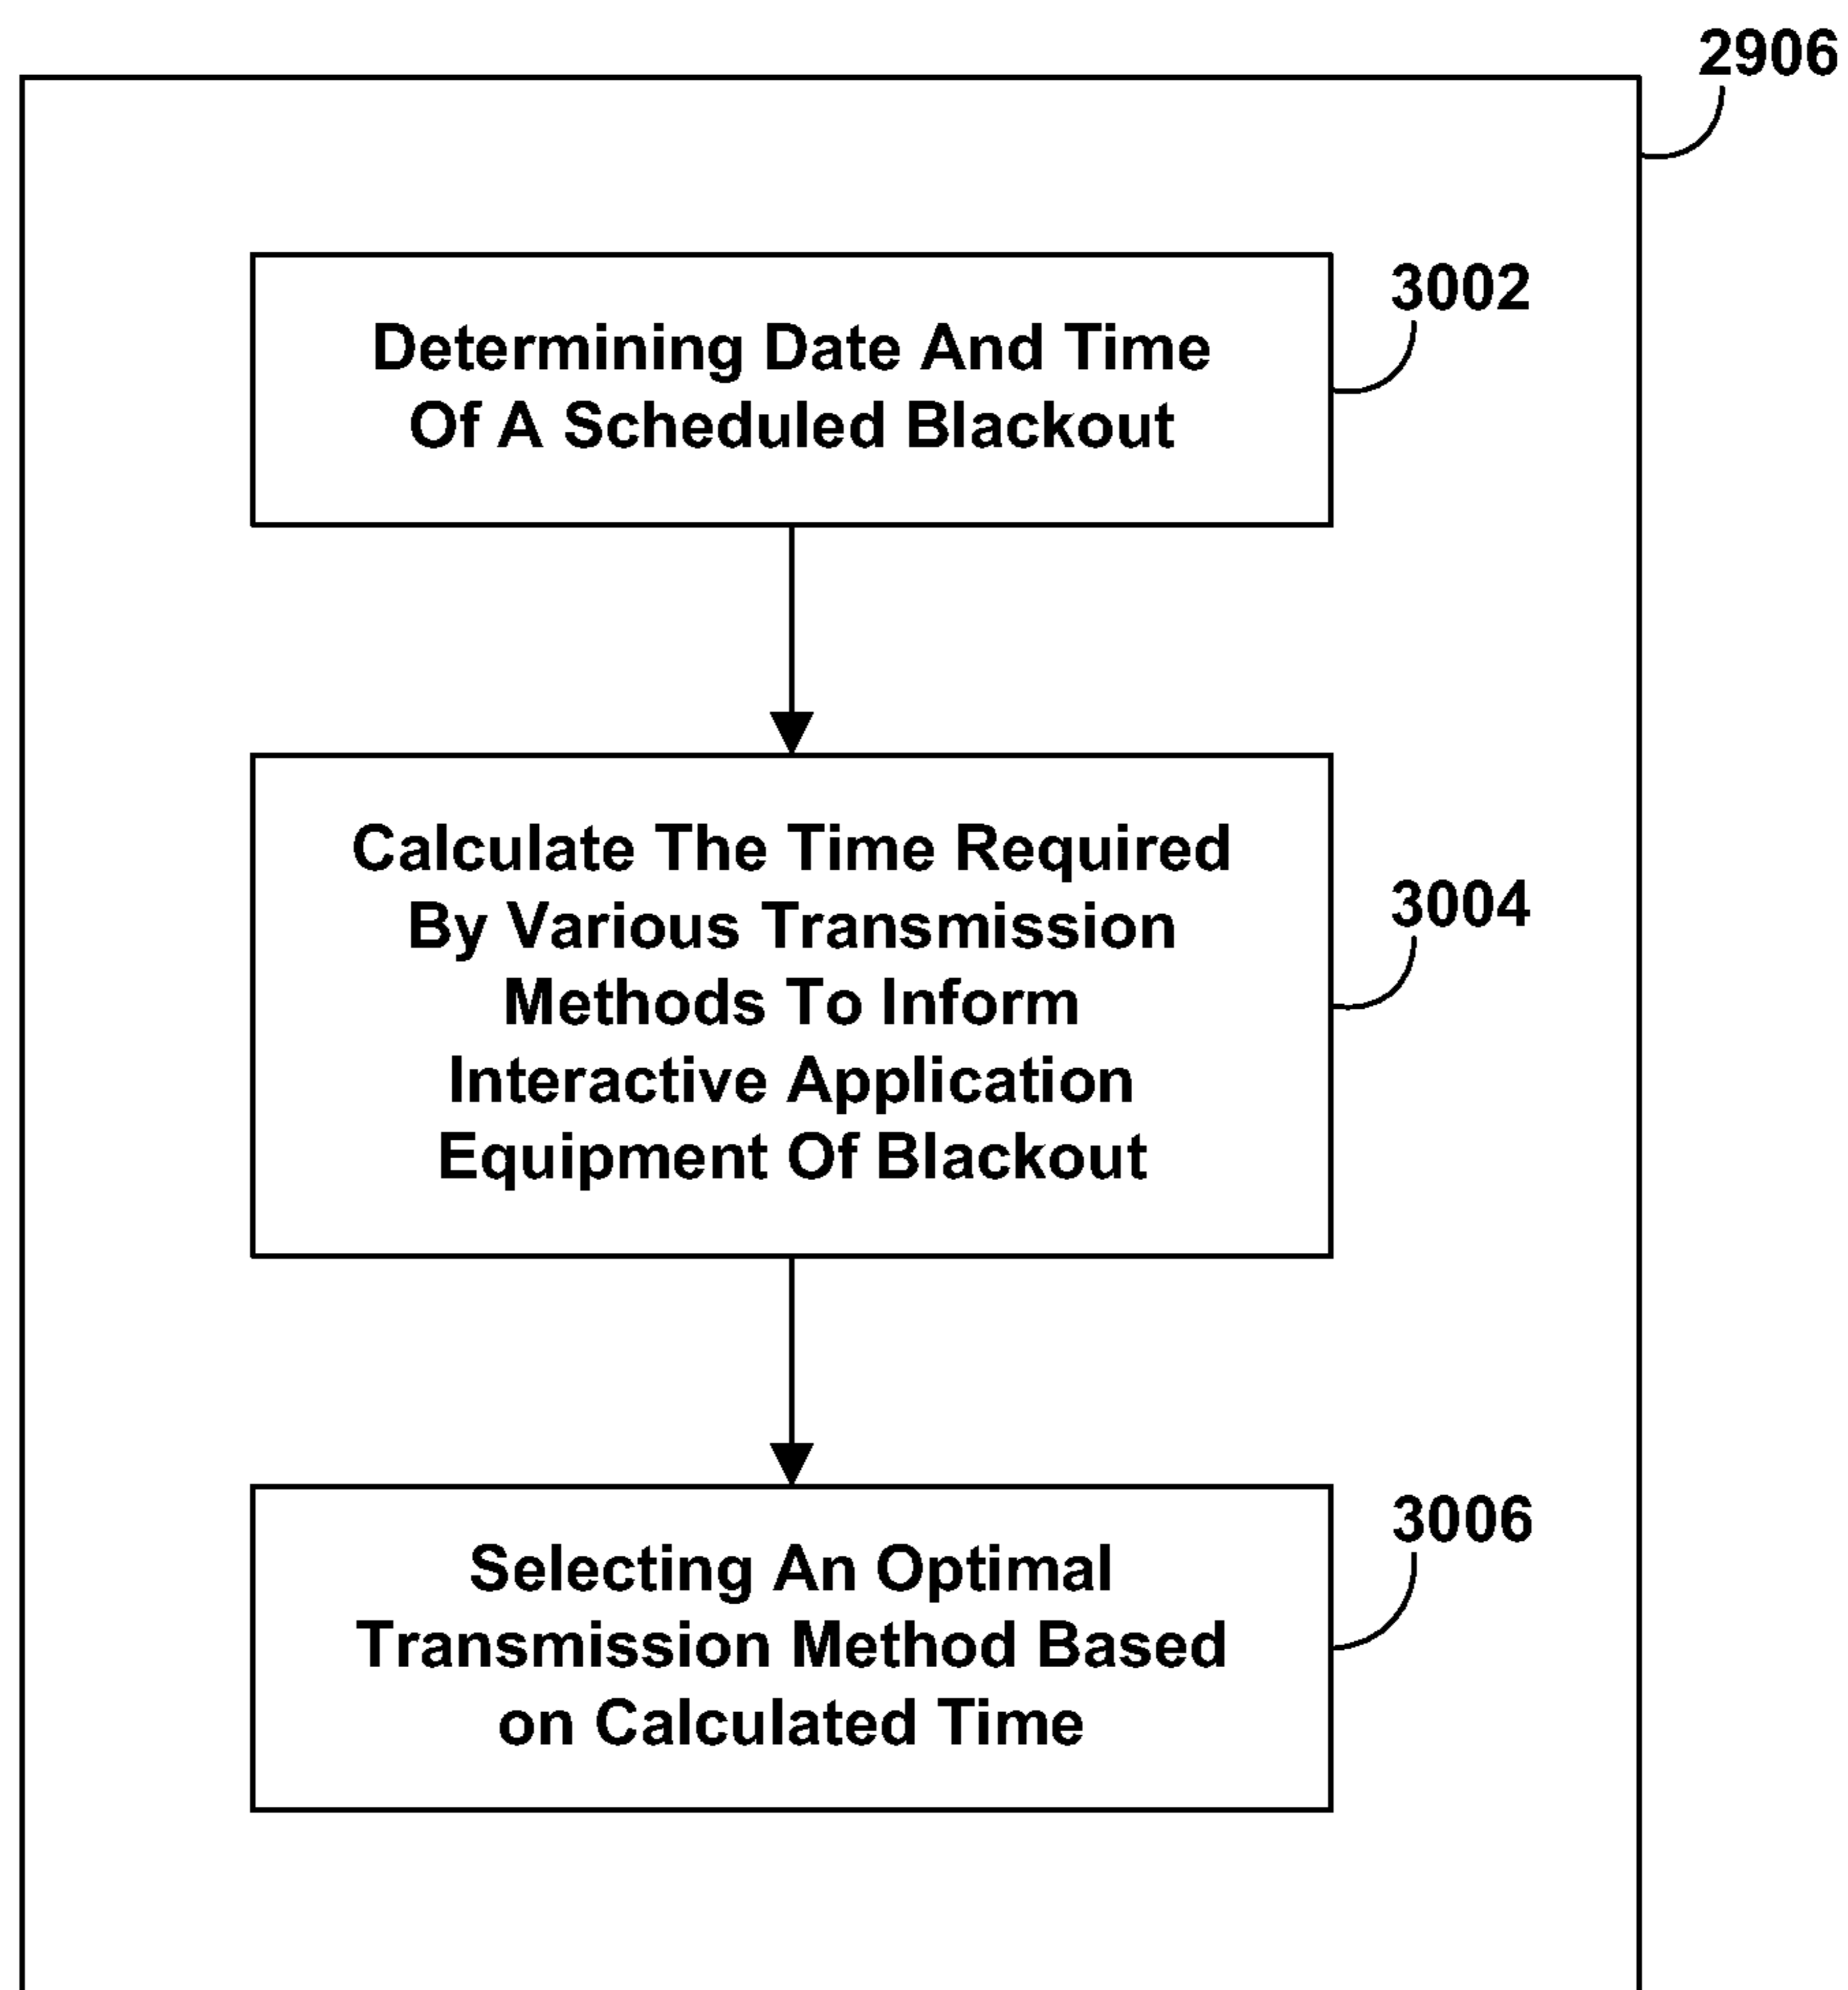 2906
3002
Determining Date And Time
Of A Scheduled Blackout
Calculate The Time Required
By Various Transmission
Methods To Inform
Interactive Application
Equipment Of Blackout
3004
3006
Selecting An Optimal
Transmission Method Based
on Calculated Time